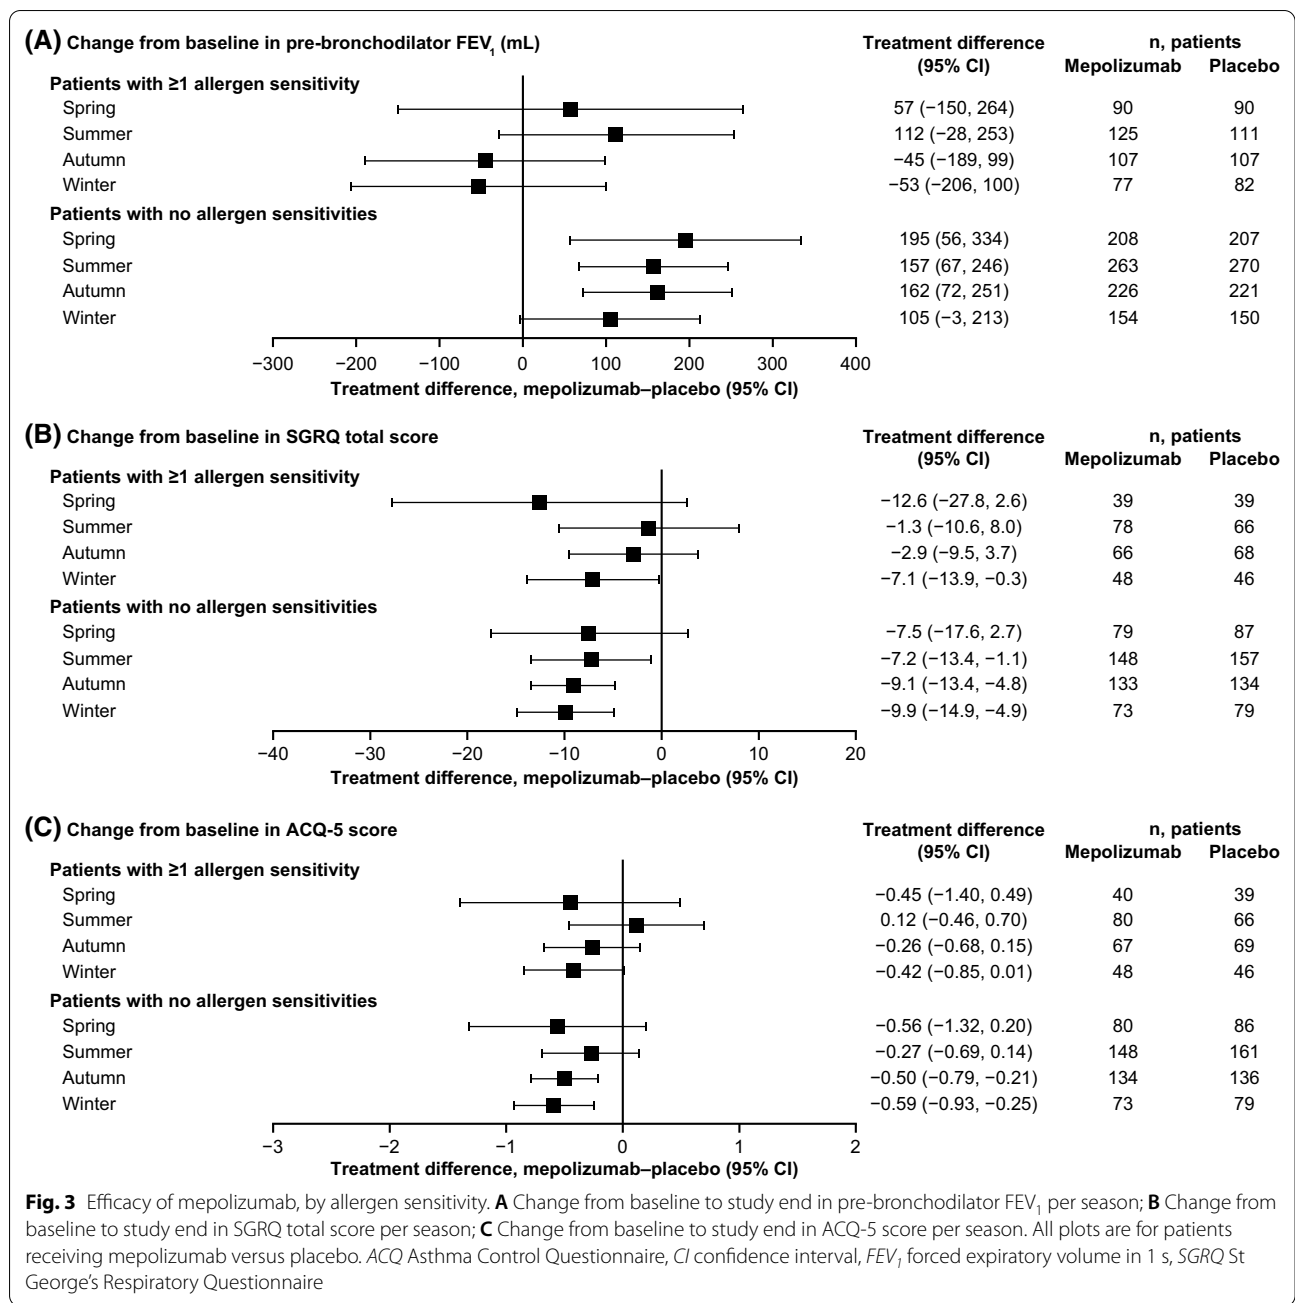 (A) Change from baseline in pre-bronchodilator FEV1 (mL) Treatment difference (95% CI) n, patients
Mepolizumab Placebo
Patients with ≥1 allergen sensitivity
Spring 57 (−150, 264) 90 90
Summer 112 (−28, 253) 125 111
Autumn −45 (−189, 99) 107 107
Winter −53 (−206, 100) 77 82
Patients with no allergen sensitivities
Spring 195 (56, 334) 208 207
Summer 157 (67, 246) 263 270
Autumn 162 (72, 251) 226 221
Winter 105 (−3, 213) 154 150
−300 −200 −100 0 100 200 300 400
Treatment difference, mepolizumab–placebo (95% CI)
(B) Change from baseline in SGRQ total score Treatment difference (95% CI) n, patients
Mepolizumab Placebo
Patients with ≥1 allergen sensitivity
Spring −12.6 (−27.8, 2.6) 39 39
Summer −1.3 (−10.6, 8.0) 78 66
Autumn −2.9 (−9.5, 3.7) 66 68
Winter −7.1 (−13.9, −0.3) 48 46
Patients with no allergen sensitivities
Spring −7.5 (−17.6, 2.7) 79 87
Summer −7.2 (−13.4, −1.1) 148 157
Autumn −9.1 (−13.4, −4.8) 133 134
Winter −9.9 (−14.9, −4.9) 73 79
−40 −30 −20 −10 0 10 20
Treatment difference, mepolizumab–placebo (95% CI)
(C) Change from baseline in ACQ-5 score Treatment difference (95% CI) n, patients
Mepolizumab Placebo
Patients with ≥1 allergen sensitivity
Spring −0.45 (−1.40, 0.49) 40 39
Summer 0.12 (−0.46, 0.70) 80 66
Autumn −0.26 (−0.68, 0.15) 67 69
Winter −0.42 (−0.85, 0.01) 48 46
Patients with no allergen sensitivities
Spring −0.56 (−1.32, 0.20) 80 86
Summer −0.27 (−0.69, 0.14) 148 161
Autumn −0.50 (−0.79, −0.21) 134 136
Winter −0.59 (−0.93, −0.25) 73 79
−3 −2 −1 0 1 2
Treatment difference, mepolizumab–placebo (95% CI)
Fig. 3 Efficacy of mepolizumab, by allergen sensitivity. A Change from baseline to study end in pre-bronchodilator FEV1 per season; B Change from
baseline to study end in SGRQ total score per season; C Change from baseline to study end in ACQ-5 score per season. All plots are for patients
receiving mepolizumab versus placebo. ACQ Asthma Control Questionnaire, CI confidence interval, FEV1 forced expiratory volume in 1 s, SGRQ St
George's Respiratory Questionnaire